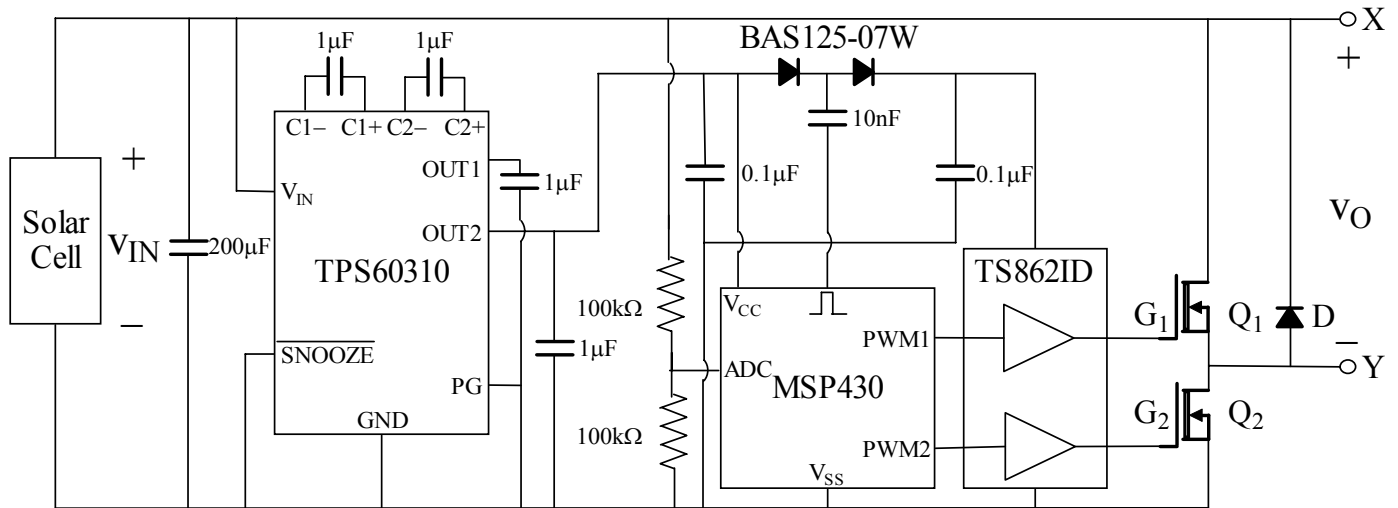 X
1μF
1μF
BAS125-07W
+
C1– C1+ C2– C2+
10nF
+
OUT1
1μF
0.1μF
0.1μF
V_IN
Solar
Cell
v_IN
200μF
OUT2
v_O
TPS60310
TS862ID
100kΩ
V_CC
G_1
Q_1
D
SNOOZE
1μF
PWM1
–
–
ADC
Y
PG
MSP430
GND
G_2
Q_2
100kΩ
PWM2
V_SS